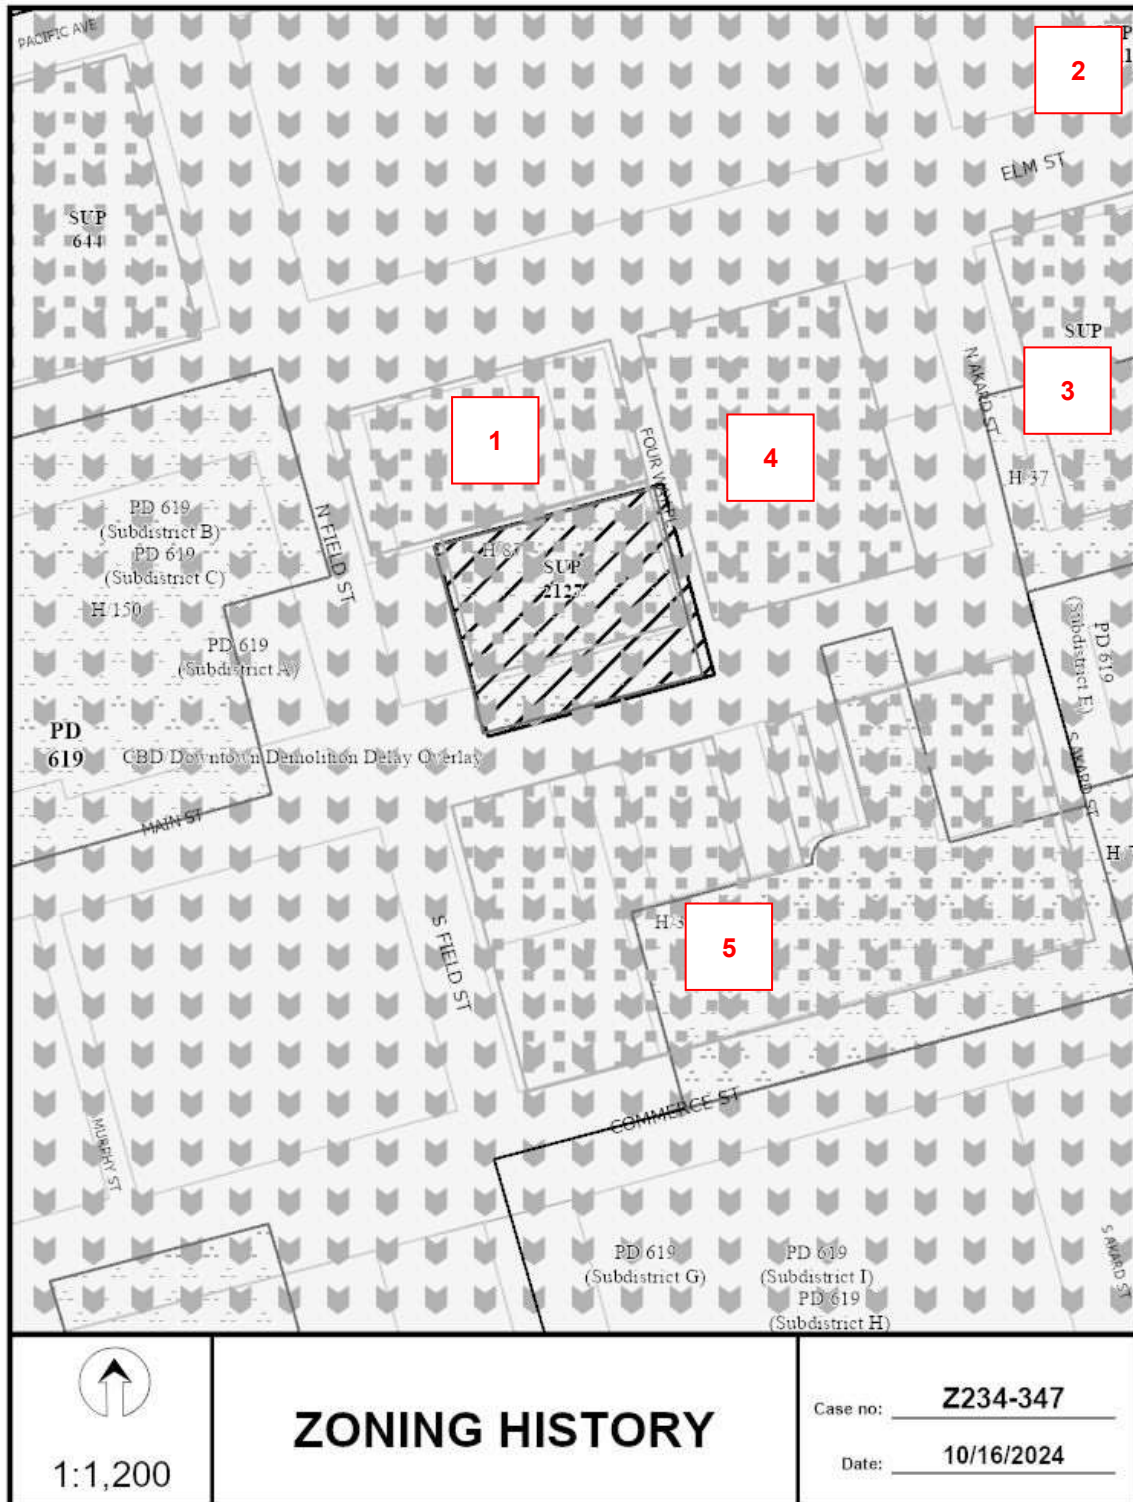 PACIFIC AVE
2
ELM ST
SUP
644
SUP
N AKARD ST
3
1
4
H 37
PD 619
(Subdistrict B)
PD 619
(Subdistrict C)
H 150
N FIELD ST
SUP
2127
PD 619
(Subdistrict A)
PD 619
(Subdistrict E)
PD
619
CBD Downtown Demolition Delay Overlay
S AKARD ST
MAIN ST
S FIELD ST
5
COMMERCE ST
MURPHY ST
PD 619
(Subdistrict G)
PD 619
(Subdistrict I)
PD 619
(Subdistrict H)
S AKARD ST
1:1,200
ZONING HISTORY
Case no: Z234-347
Date: 10/16/2024